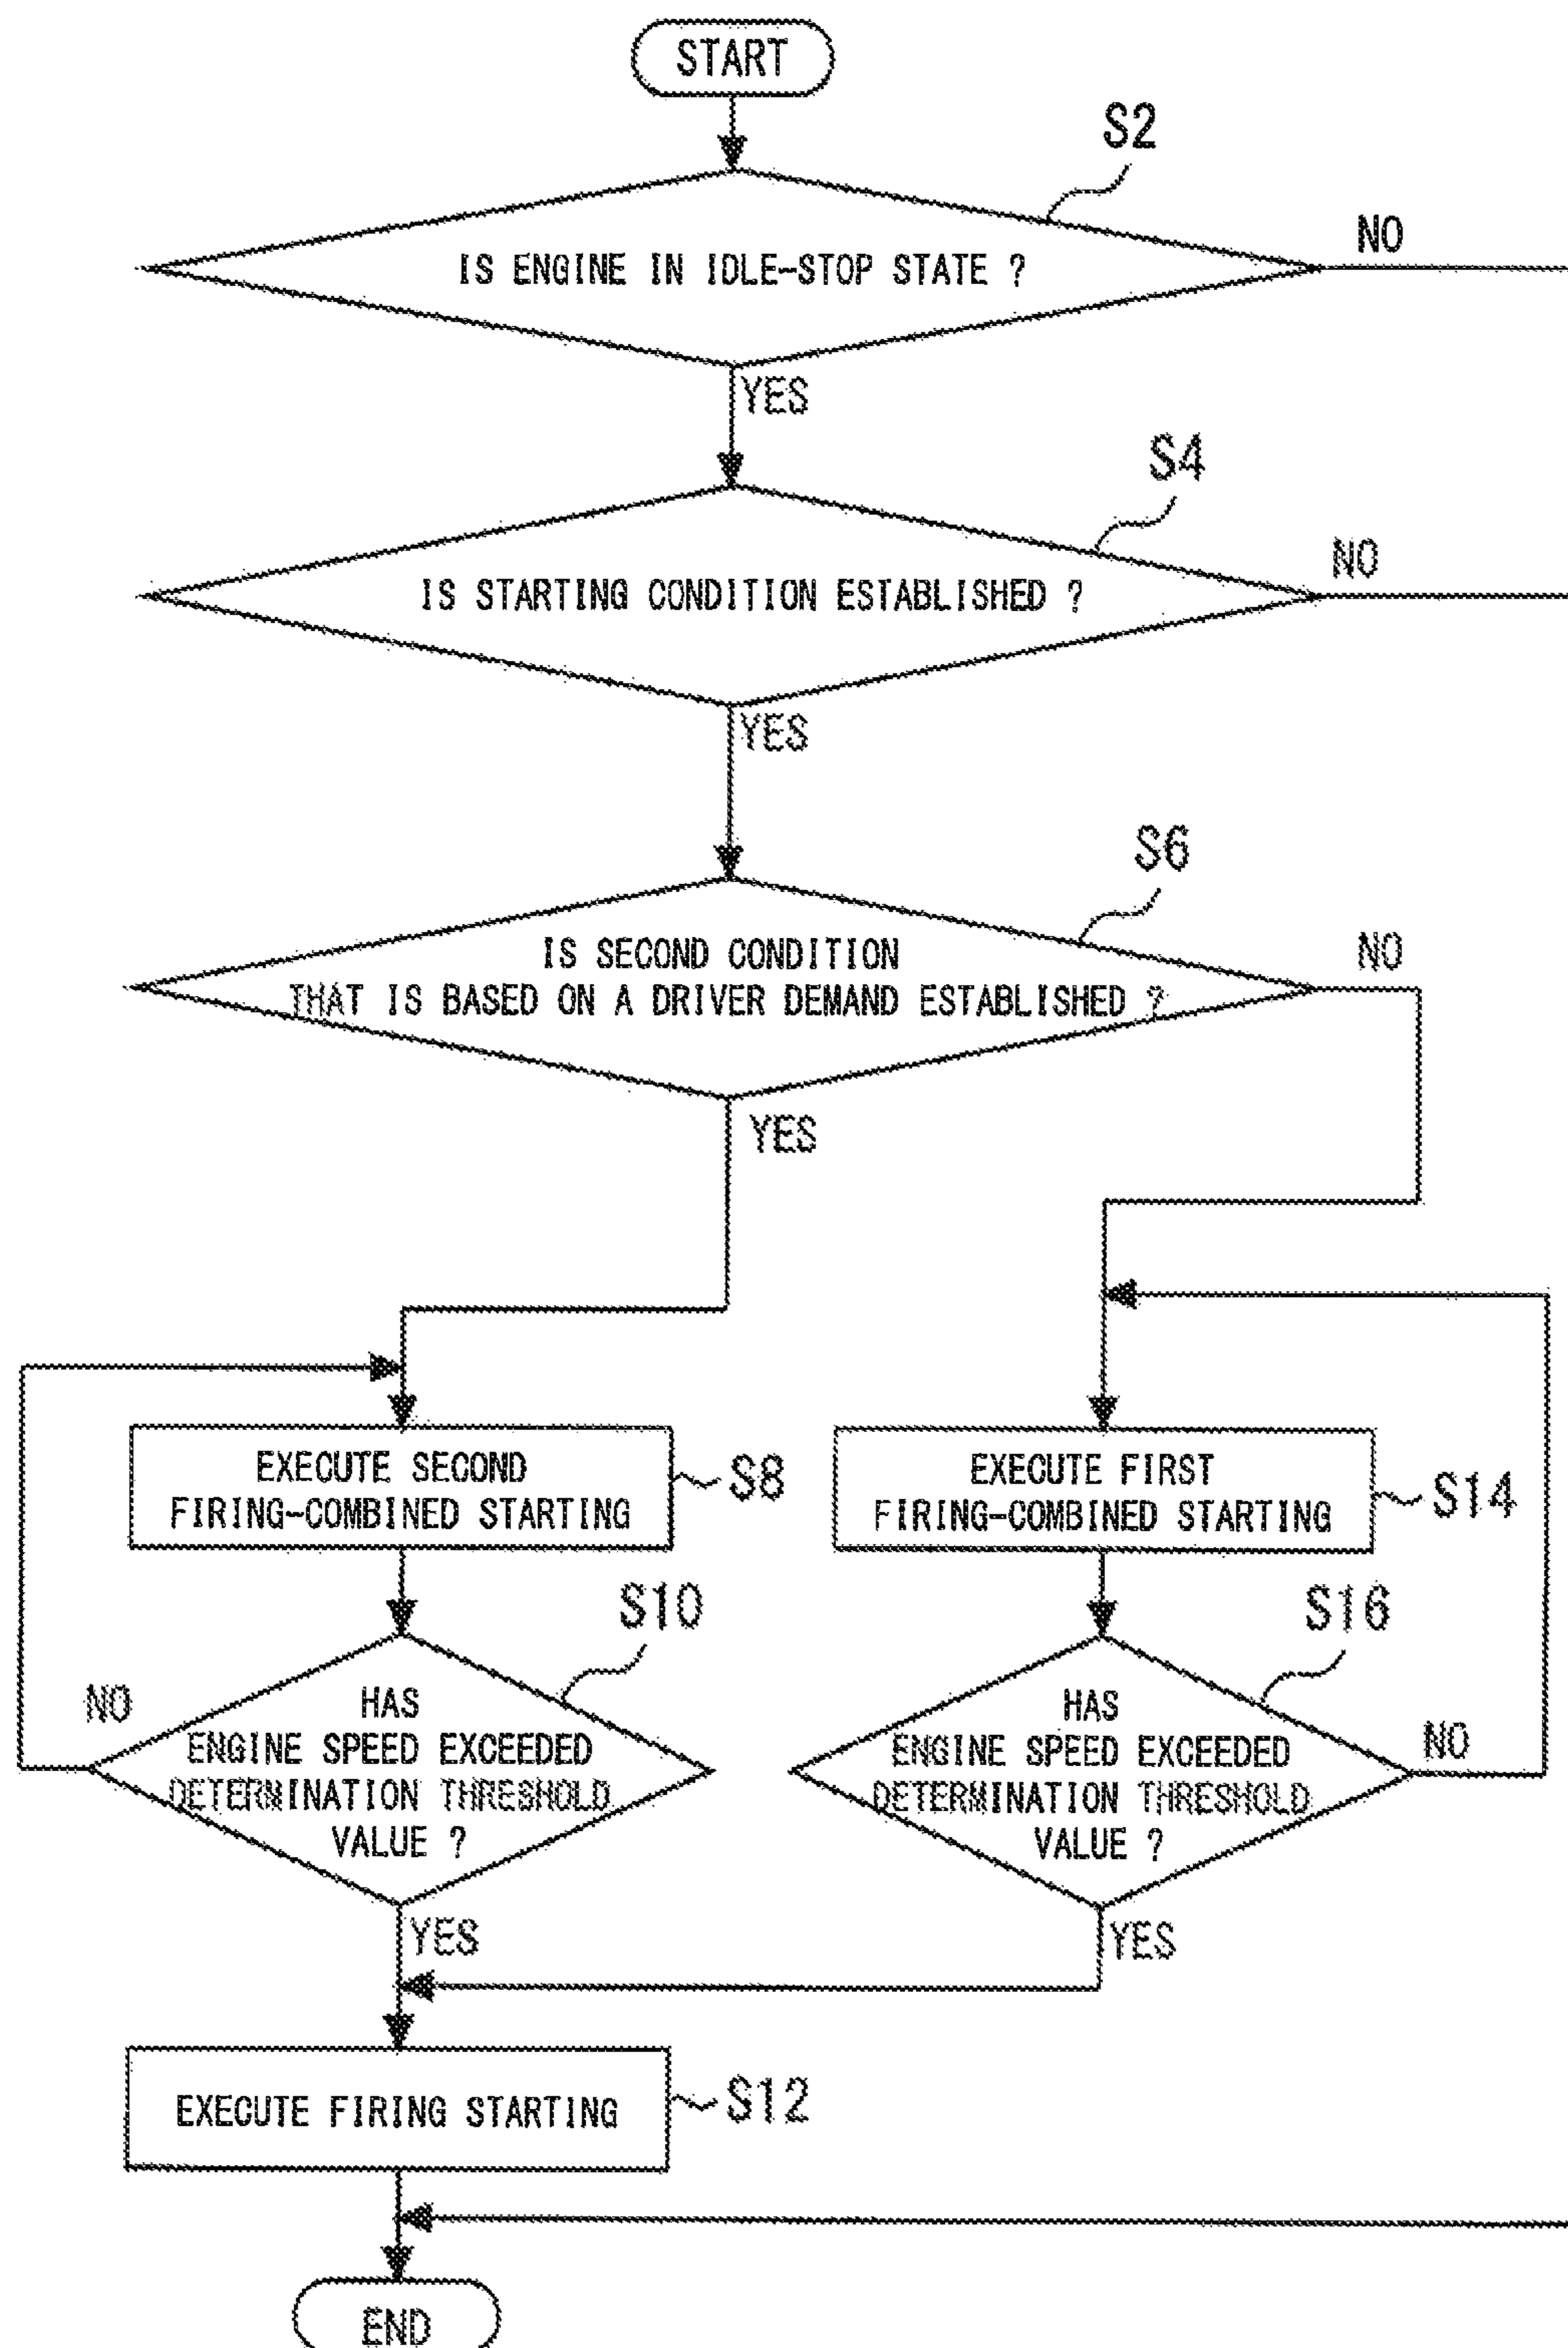 START
S2
NO
IS ENGINE IN IDLE-STOP STATE ?
YES
S4
NO
IS STARTING CONDITION ESTABLISHED ?
YES
S6
NO
IS SECOND CONDITION
THAT IS BASED ON A DRIVER DEMAND ESTABLISHED ?
YES
EXECUTE SECOND
FIRING-COMBINED STARTING
S8
EXECUTE FIRST
FIRING-COMBINED STARTING
S14
S10
NO
HAS
ENGINE SPEED EXCEEDED
DETERMINATION THRESHOLD
VALUE ?
YES
S16
HAS
ENGINE SPEED EXCEEDED
DETERMINATION THRESHOLD
VALUE ?
NO
YES
EXECUTE FIRING STARTING
S12
END